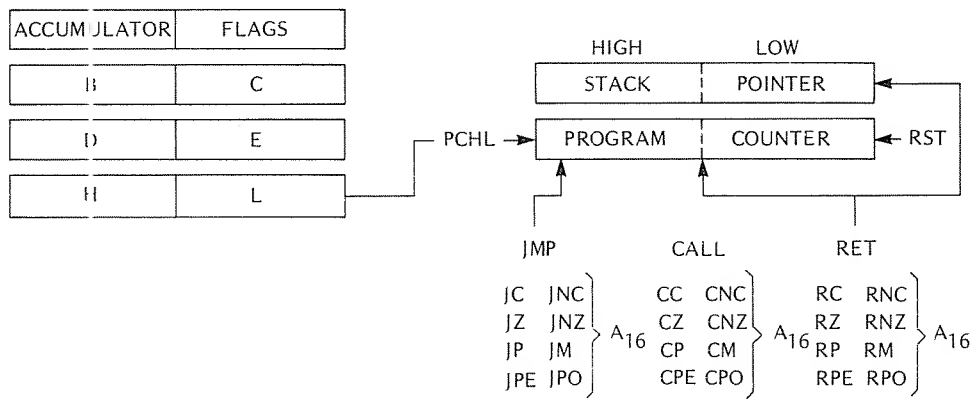 ACCUMULATOR FLAGS
HIGH LOW
B C
STACK POINTER
D E
PCHL PROGRAM COUNTER RST
H L
JMP CALL RET
JC JNC CC CNC RC RNC
JZ JNZ CZ CNZ RZ RNZ
A16 A16 A16
JP JM CP CM RP RM
JPE JPO CPE CPO RPE RPO